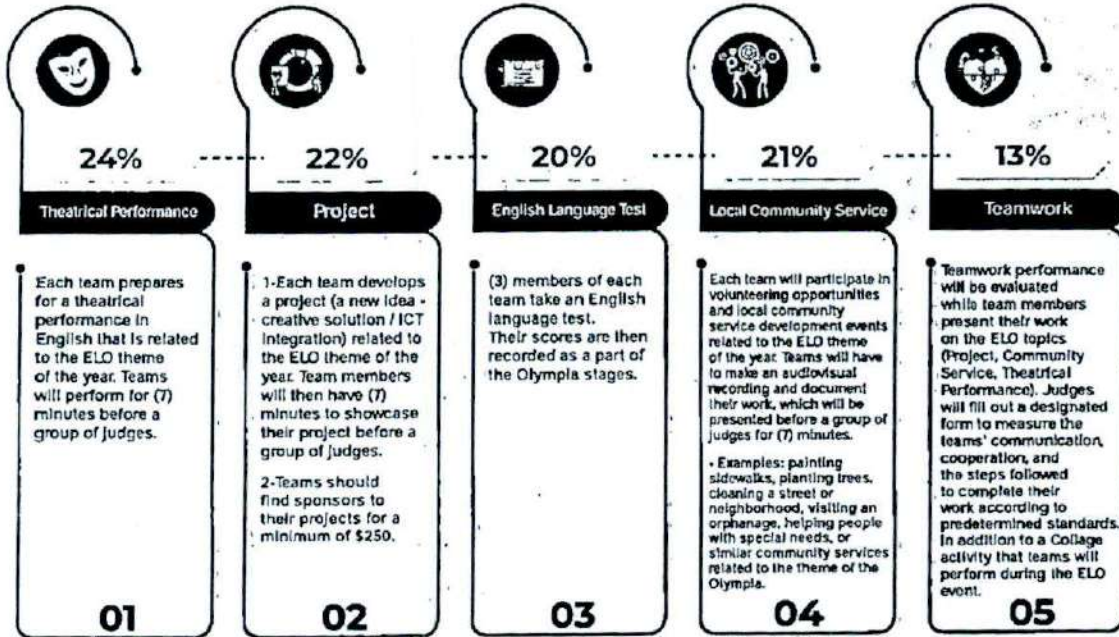 24%
Theatrical Performance
Each team prepares
for a theatrical
performance in
English that is related
to the ELO theme
of the year. Teams
will perform for (7)
minutes before a
group of judges.
01
22%
Project
1-Each team develops
a project (a new idea -
creative solution / ICT
integration) related to
the ELO theme of the
year. Team members
will then have (7)
minutes to showcase
their project before a
group of judges.
2-Teams should
find sponsors to
their projects for a
minimum of $250.
02
20%
English Language Test
(3) members of each
team take an English
language test.
Their scores are then
recorded as a part of
the Olympia stages.
03
21%
Local Community Service
Each team will participate in
volunteering opportunities
and local community
service development events
related to the ELO theme
of the year. Teams will have
to make an audiovisual
recording and document
their work, which will be
presented before a group of
judges for (7) minutes.
• Examples: painting
sidewalks, planting trees,
cleaning a street or
neighborhood, visiting an
orphanage, helping people
with special needs, or
similar community services
related to the theme of the
Olympia.
04
13%
Teamwork
Teamwork performance
will be evaluated
while team members
present their work
on the ELO topics
(Project, Community
Service, Theatrical
Performance). Judges
will fill out a designated
form to measure the
teams' communication,
cooperation, and
the steps followed
to complete their
work according to
predetermined standards.
In addition to a Collage
activity that teams will
perform during the ELO
event.
05